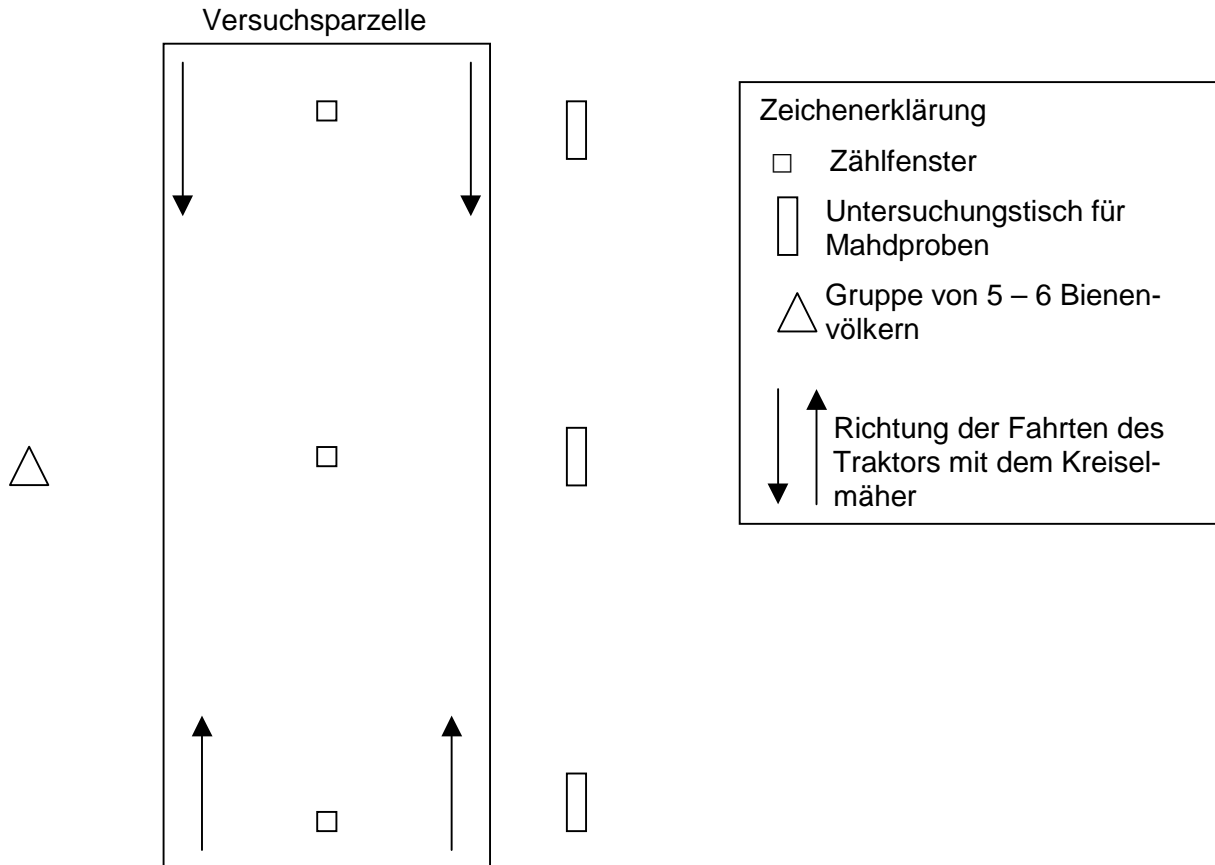 Versuchsparzelle
Zeichenerklärung
Zählfenster
Untersuchungstisch für
Mahdproben
Gruppe von 5 – 6 Bienen-
völkern
Richtung der Fahrten des
Traktors mit dem Kreisel-
mäher